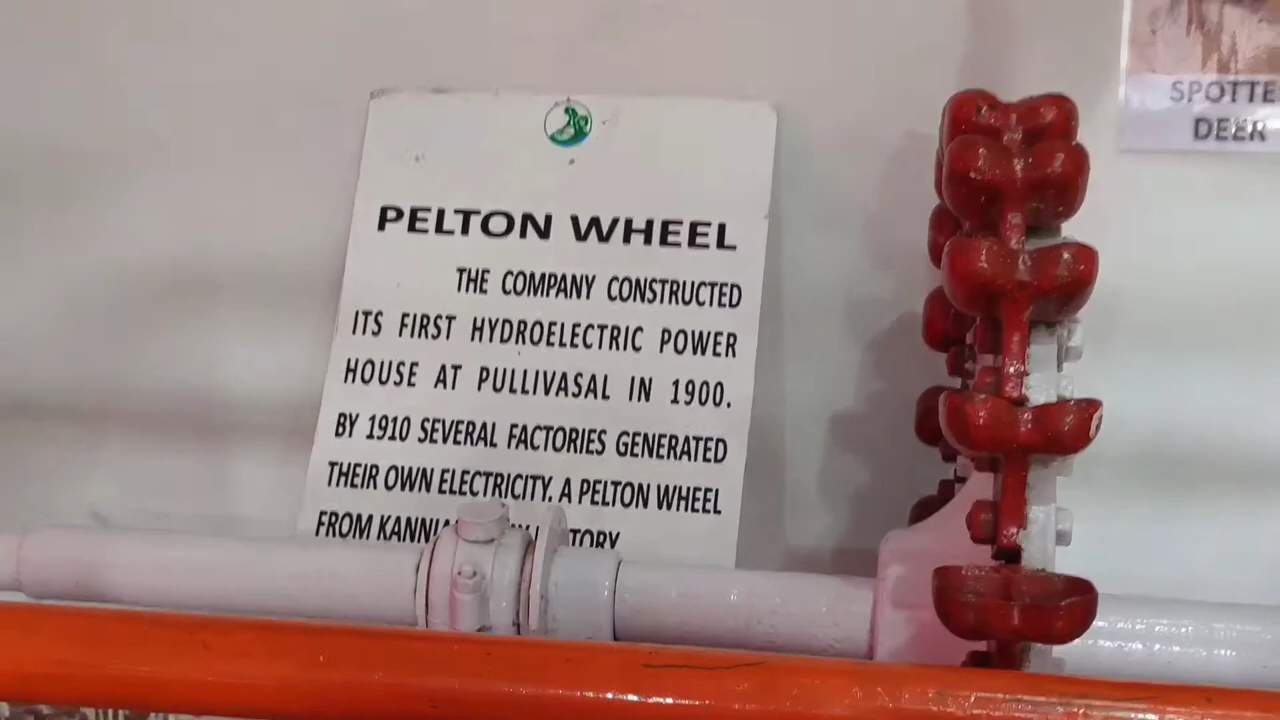 PELTON WHEEL
THE COMPANY CONSTRUCTED
ITS FIRST HYDROELECTRIC POWER
HOUSE AT PULLIVASAL IN 1900.
BY 1910 SEVERAL FACTORIES GENERATED
THEIR OWN ELECTRICITY. A PELTON WHEEL
FROM
SPOTTE
DEER